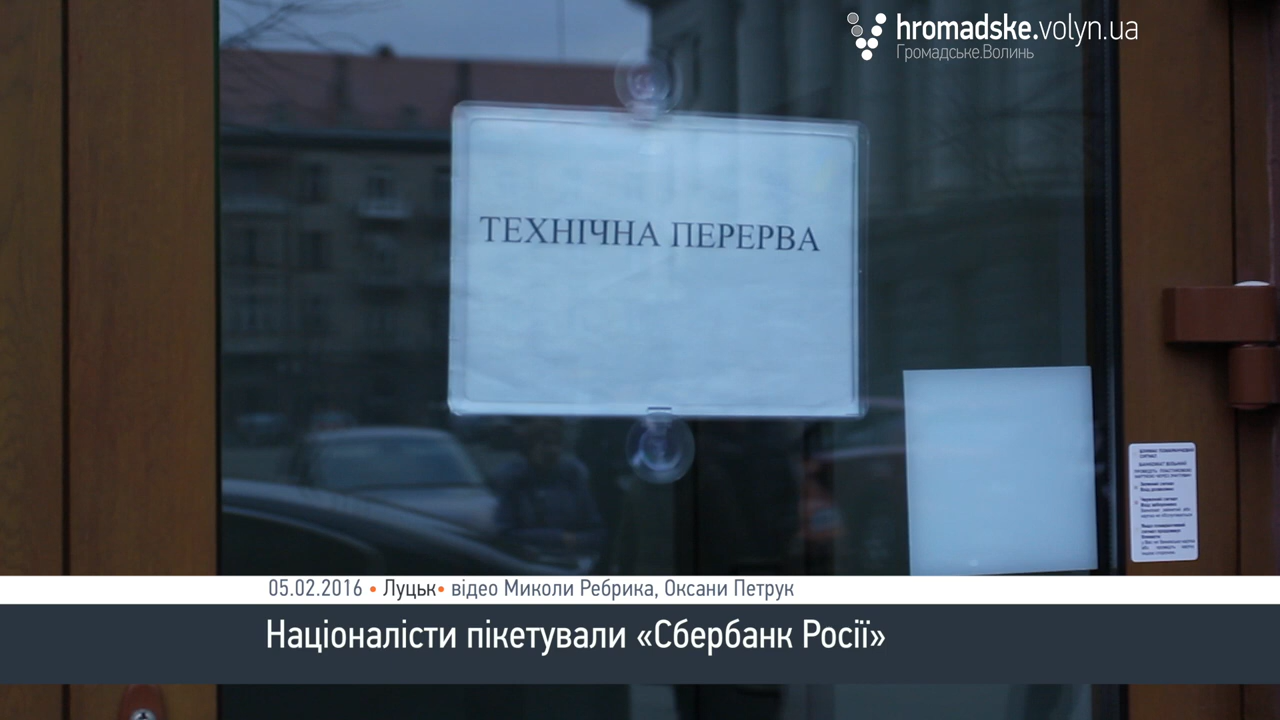 hromadske.volyn.ua
Громадське.Волинь
ТЕХНІЧНА ПЕРЕРВА
05.02.2016 • Луцьк • відео Миколи Ребрика, Оксани Петрук
Націоналісти пікетували «Сбербанк Росії»